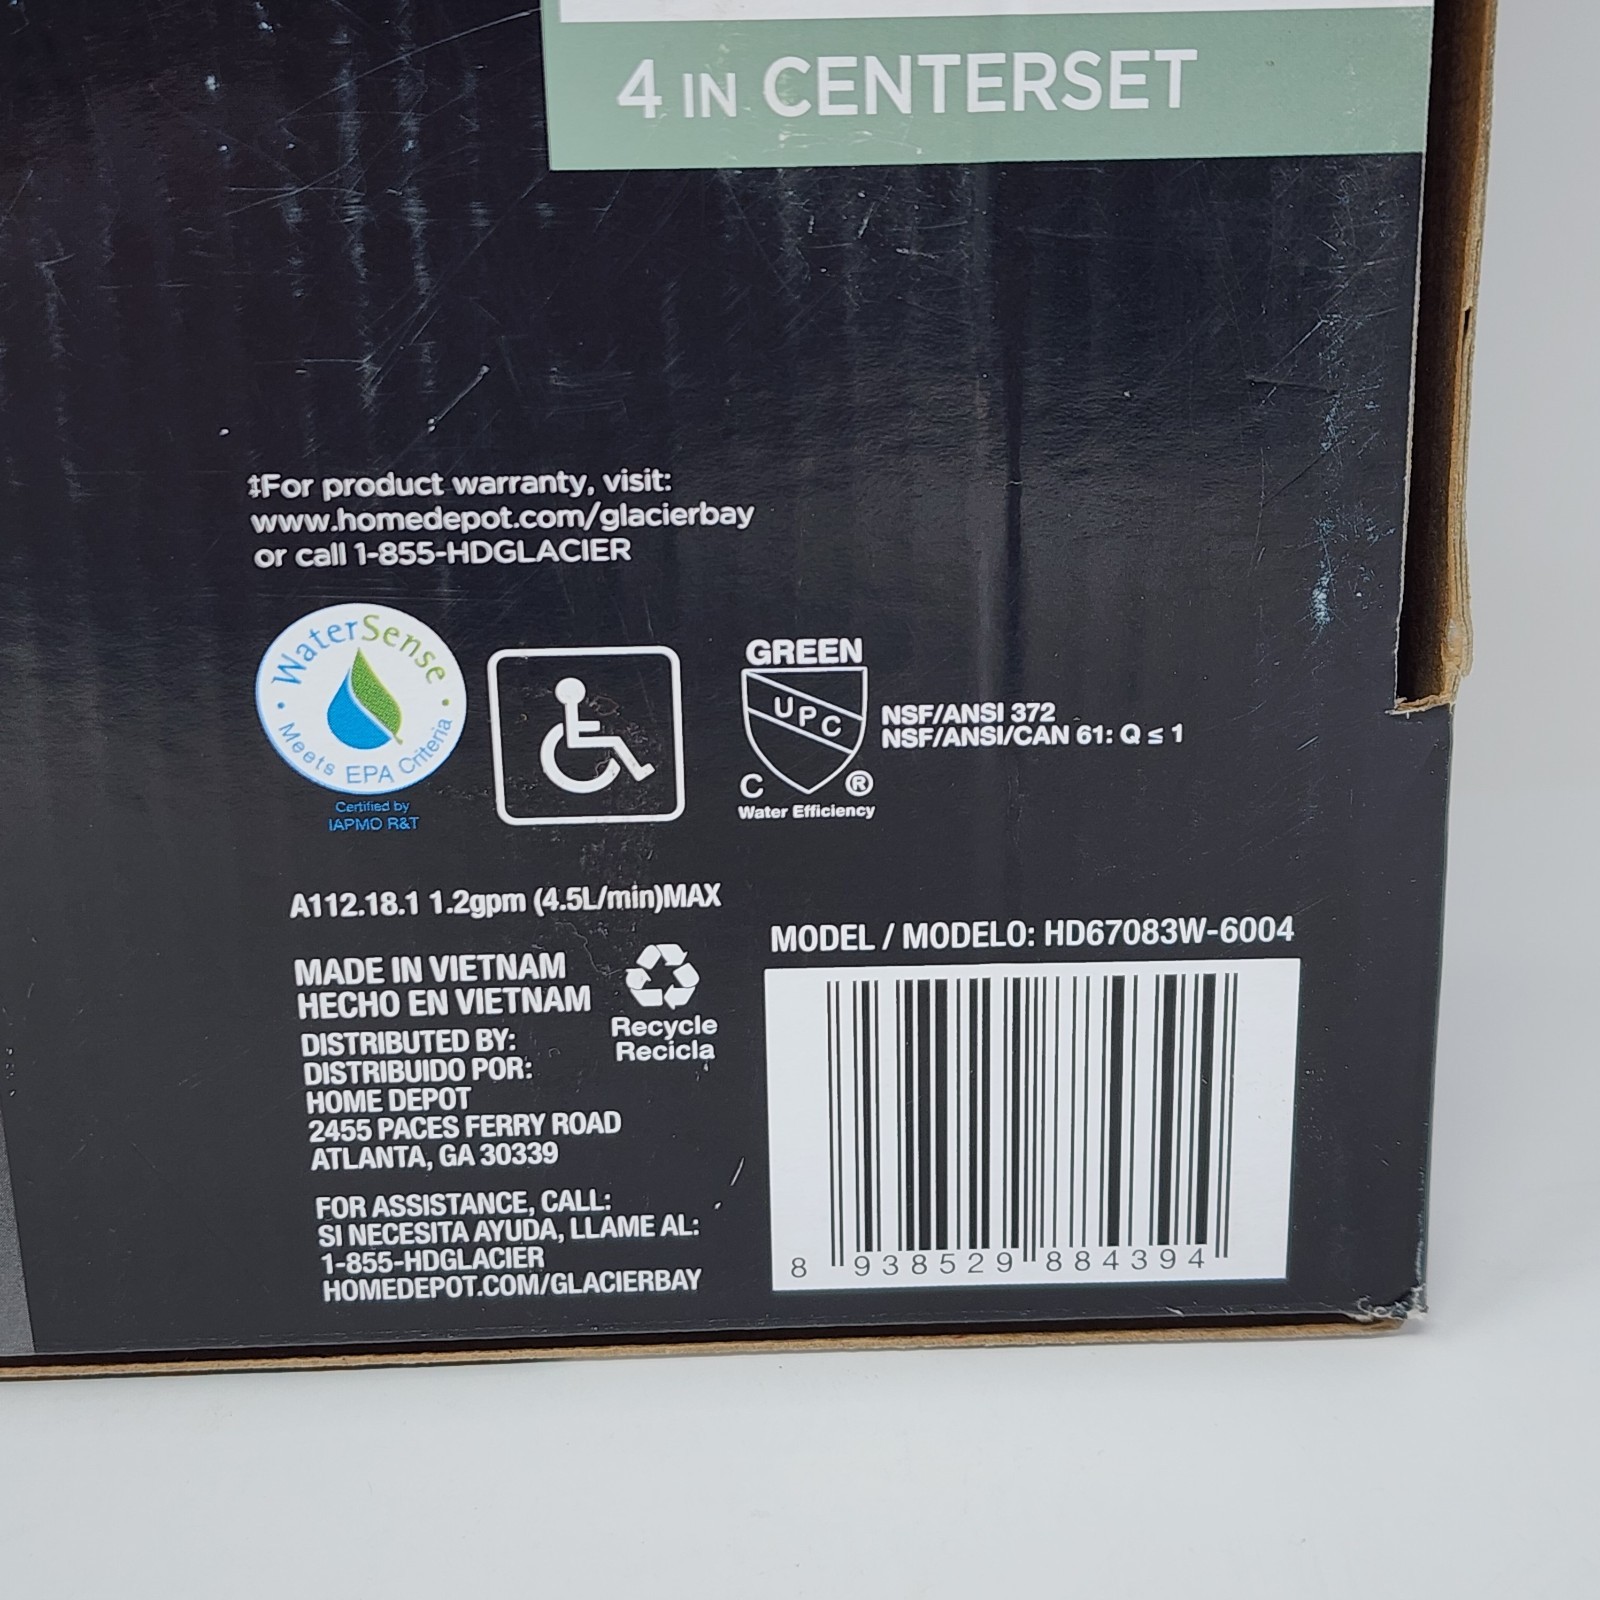 4 IN CENTERSET
‡For product warranty, visit:
www.homedepot.com/glacierbay
or call 1-855-HDGLACIER
WaterSense
Meets EPA Criteria
Certified by
IAPMO R&T
GREEN
UPC
C ®
Water Efficiency
NSF/ANSI 372
NSF/ANSI/CAN 61: Q ≤ 1
A112.18.1 1.2gpm (4.5L/min)MAX
MADE IN VIETNAM
HECHO EN VIETNAM
Recycle
Recicla
DISTRIBUTED BY:
DISTRIBUIDO POR:
HOME DEPOT
2455 PACES FERRY ROAD
ATLANTA, GA 30339
FOR ASSISTANCE, CALL:
SI NECESITA AYUDA, LLAME AL:
1-855-HDGLACIER
HOMEDEPOT.COM/GLACIERBAY
MODEL / MODELO: HD67083W-6004
8 938529 884394